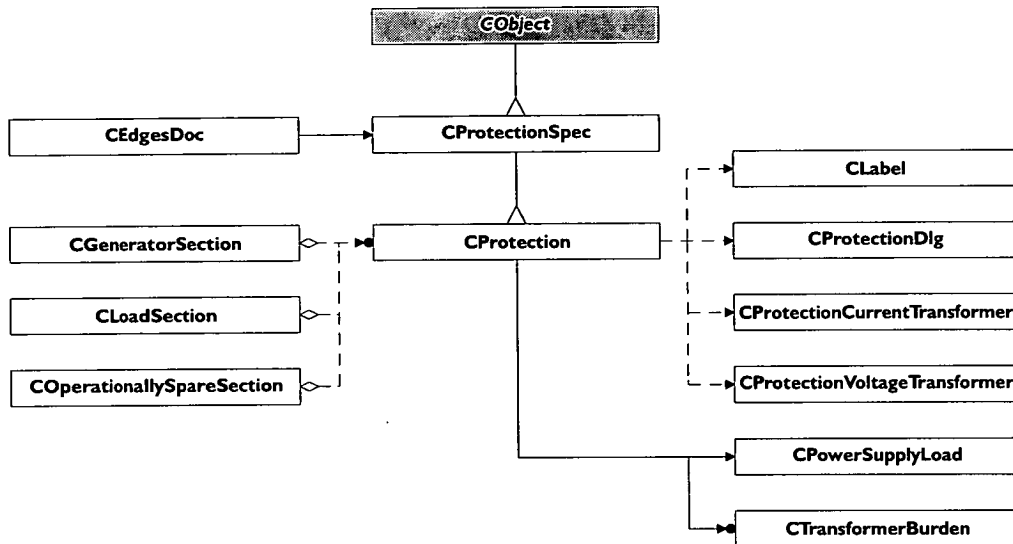 CObject
CEdgesDoc
CProtectionSpec
CLabel
CGeneratorSection
CProtection
CProtectionDlg
CLoadSection
CProtectionCurrentTransformer
COperationallySpareSection
CProtectionVoltageTransformer
CPowerSupplyLoad
CTransformerBurden